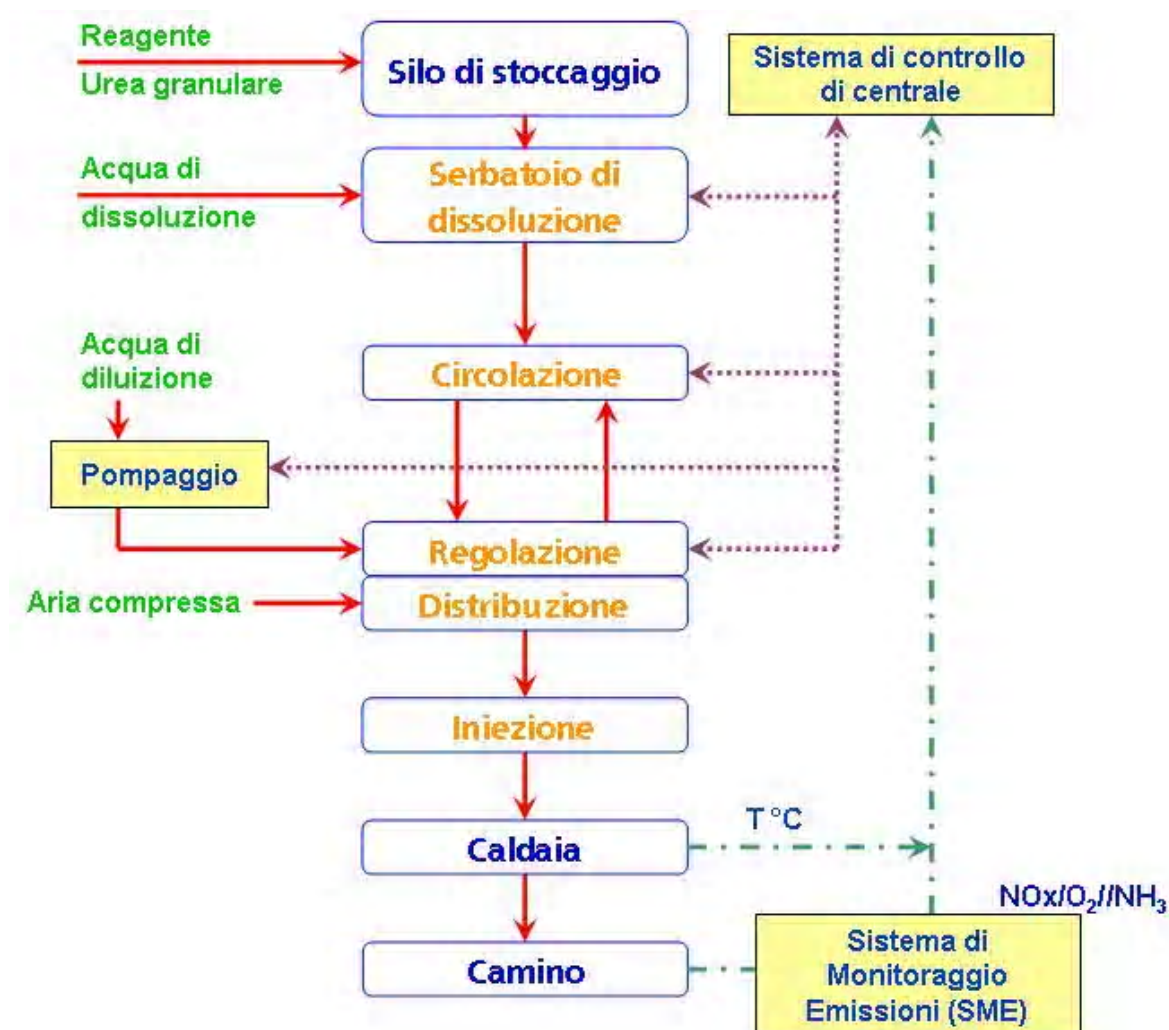 Reagente
Urea granulare
Silo di stoccaggio
Sistema di controllo
di centrale
Acqua di
dissoluzione
Serbatoio di
dissoluzione
Acqua di
diluizione
Circolazione
Pompaggio
Regolazione
Aria compressa
Distribuzione
Iniezione
T °C
Caldaia
NOx/O₂//NH₃
Camino
Sistema di
Monitoraggio
Emissioni (SME)